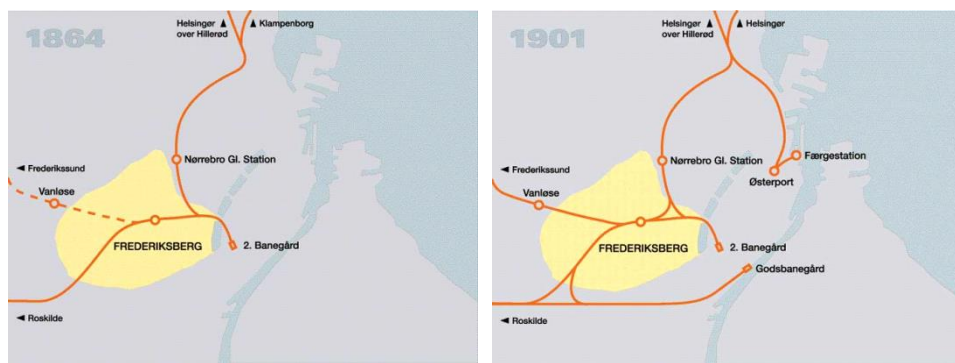 1864
Helsingør
over Hillerød
Klampenborg
Nørrebro Gl. Station
Frederikssund
Vanløse
FREDERIKSBERG
2. Banegård
Roskilde
1901
Helsingør
over Hillerød
Helsingør
Nørrebro Gl. Station
Færgestation
Østerport
Frederikssund
Vanløse
FREDERIKSBERG
2. Banegård
Godsbanegård
Roskilde